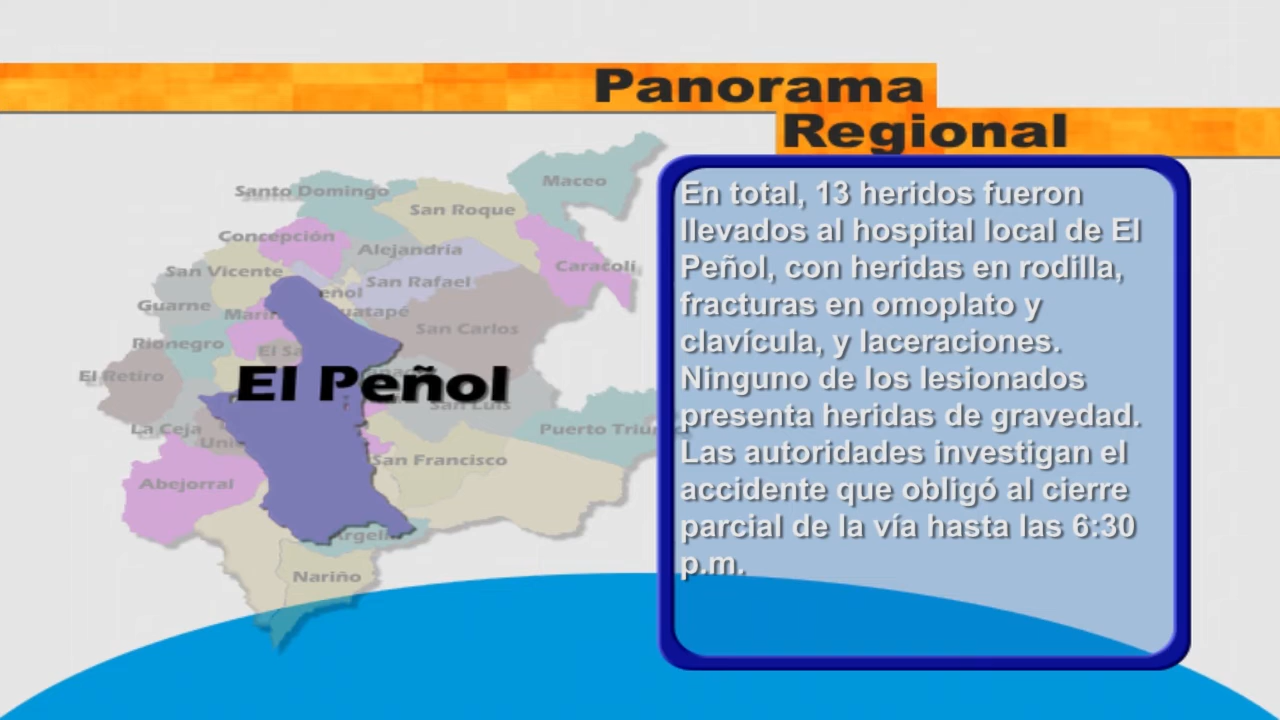 Panorama
Regional
En total, 13 heridos fueron
llevados al hospital local de El
Peñol, con heridas en rodilla,
fracturas en omoplato y
clavícula, y laceraciones.
Ninguno de los lesionados
presenta heridas de gravedad.
Las autoridades investigan el
accidente que obligó al cierre
parcial de la vía hasta las 6:30
p.m.
Maceo
Santo Domingo
San Roque
Concepción
Alejandria
Caracolí
San Vicente
San Rafael
Guarne
San Carlos
Rionegro
El Retiro
El Peñol
San Luis
La Ceja
San Francisco
Abejorral
Nariño